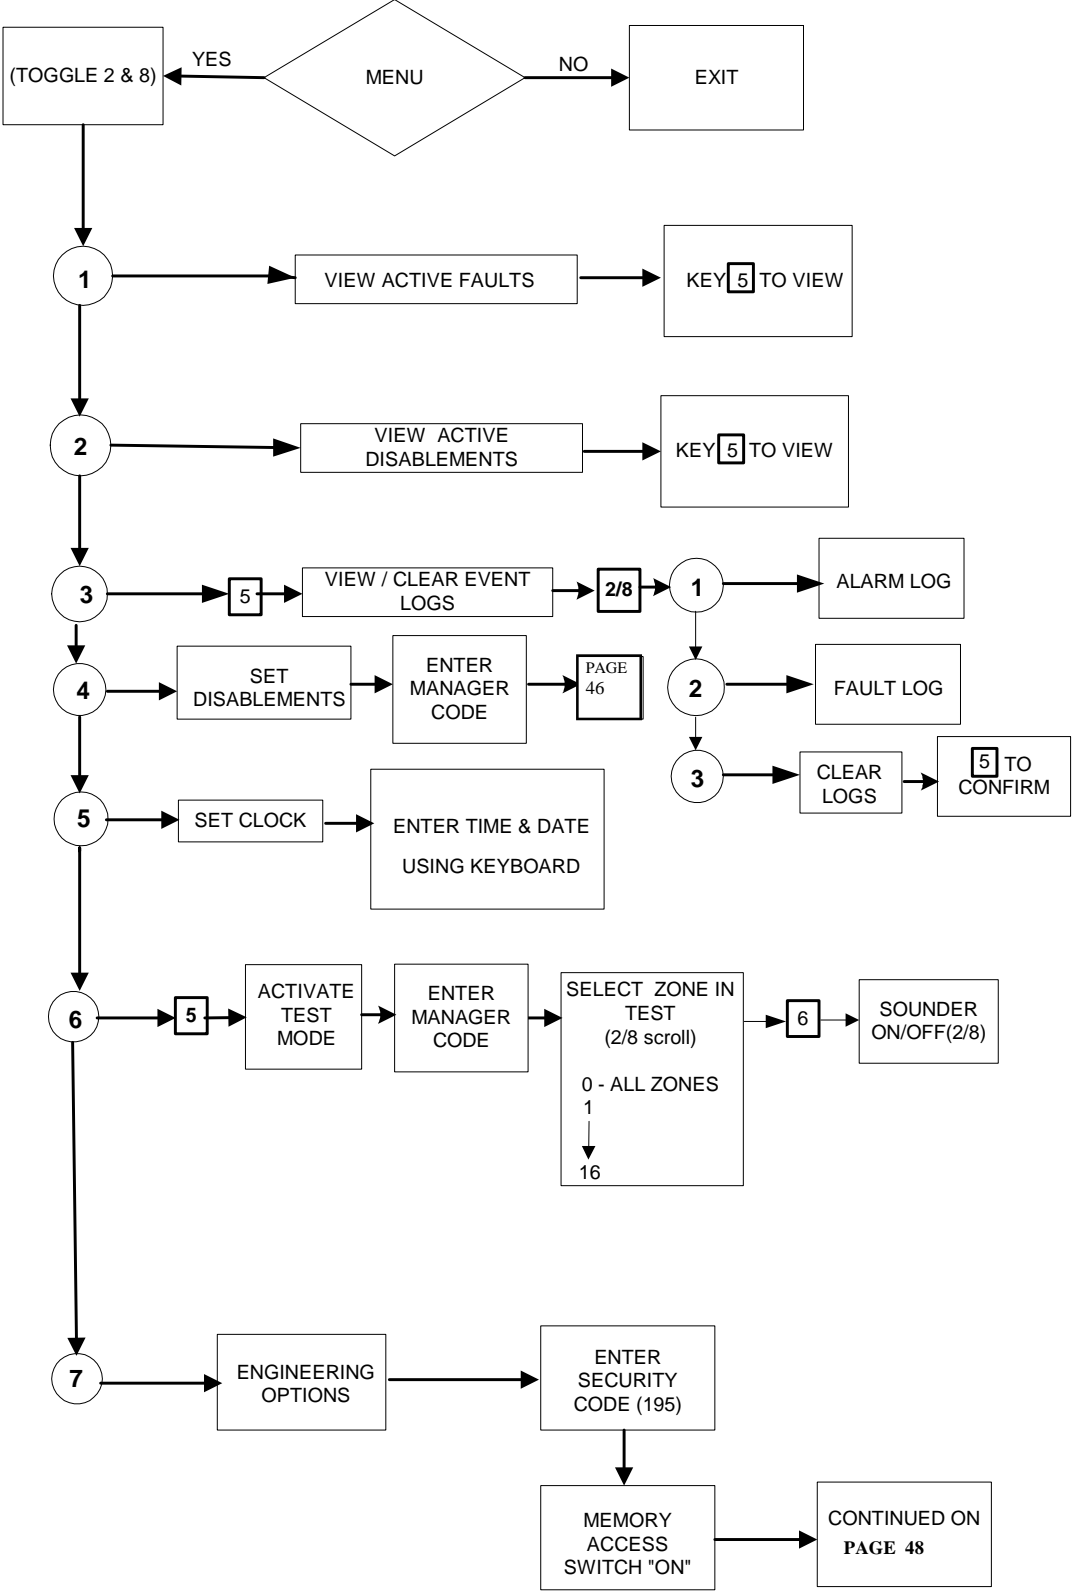 (TOGGLE 2 & 8)
YES
MENU
NO
EXIT
1
VIEW ACTIVE FAULTS
KEY 5 TO VIEW
2
VIEW ACTIVE
DISABLEMENTS
KEY 5 TO VIEW
3
5
VIEW / CLEAR EVENT
LOGS
2/8
1
ALARM LOG
2
FAULT LOG
3
CLEAR
LOGS
5 TO
CONFIRM
4
SET
DISABLEMENTS
ENTER
MANAGER
CODE
PAGE
46
5
SET CLOCK
ENTER TIME & DATE
USING KEYBOARD
6
5
ACTIVATE
TEST
MODE
ENTER
MANAGER
CODE
SELECT ZONE IN
TEST
(2/8 scroll)
0 - ALL ZONES
1
16
6
SOUNDER
ON/OFF(2/8)
7
ENGINEERING
OPTIONS
ENTER
SECURITY
CODE (195)
MEMORY
ACCESS
SWITCH "ON"
CONTINUED ON
PAGE 48